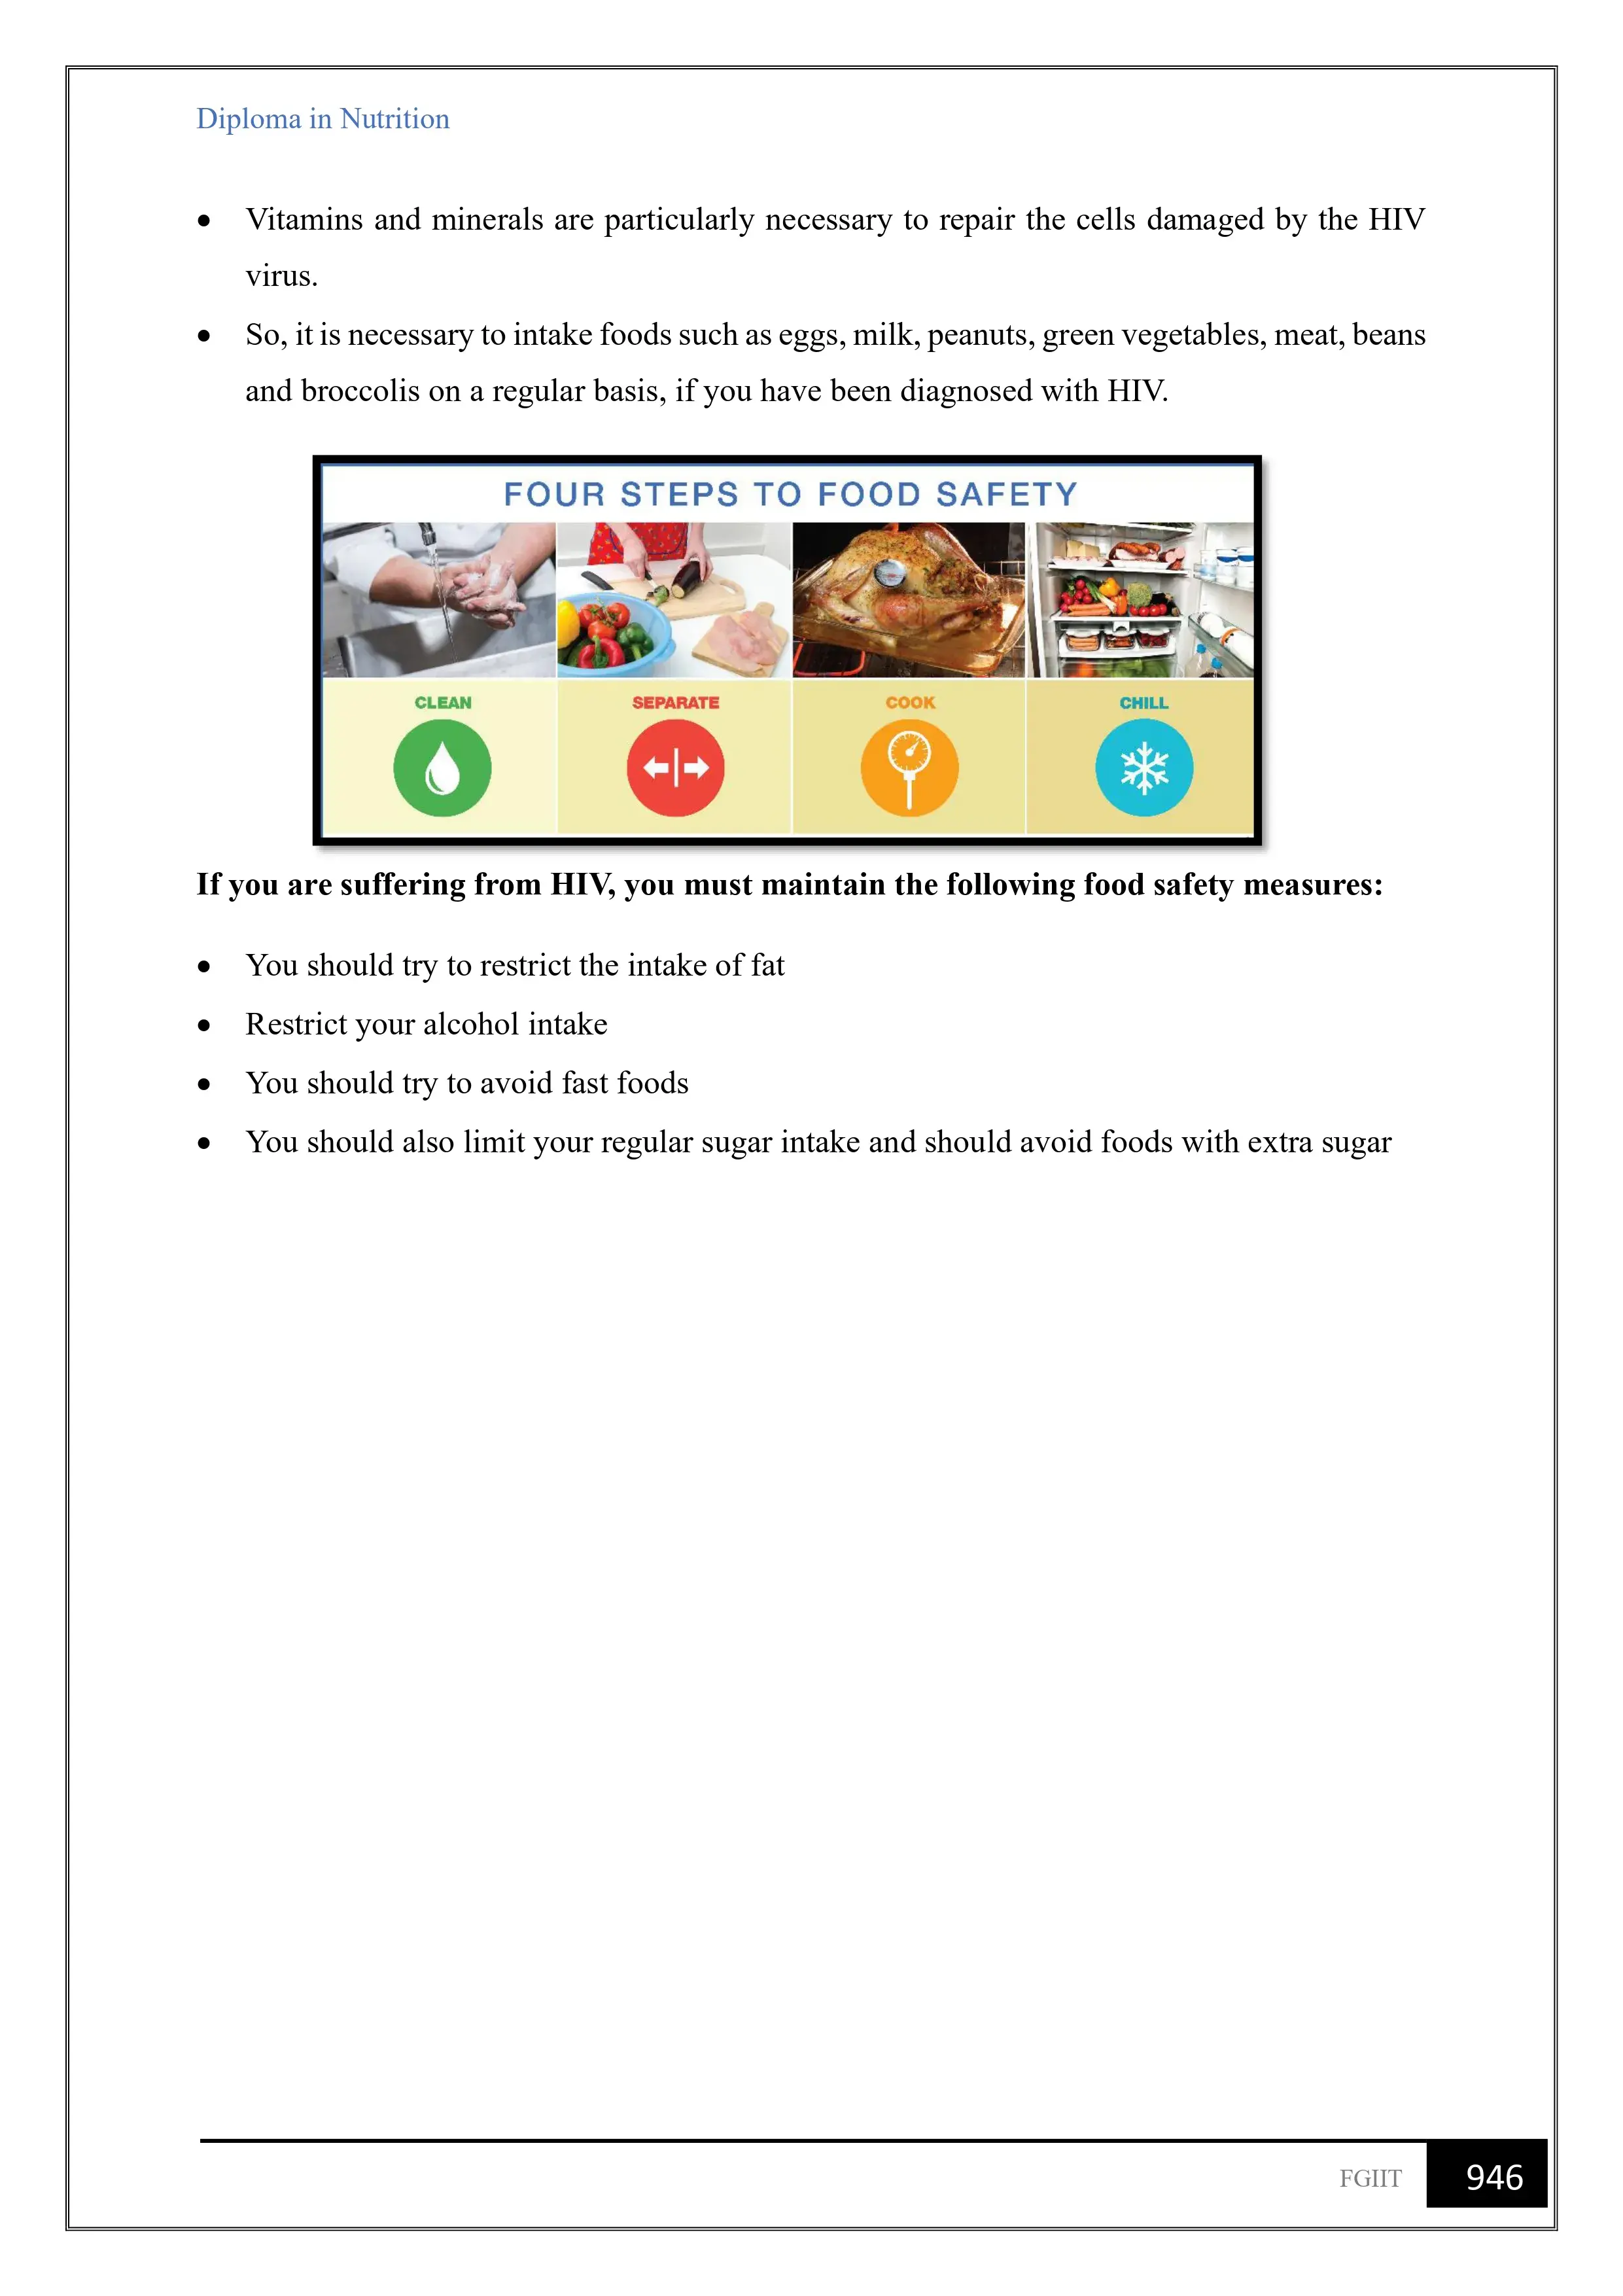 Diploma in Nutrition
• Vitamins and minerals are particularly necessary to repair the cells damaged by the HIV
virus.
• So, it is necessary to intake foods such as eggs, milk, peanuts, green vegetables, meat, beans
and broccolis on a regular basis, if you have been diagnosed with HIV.
FOUR STEPS TO FOOD SAFETY
CLEAN SEPARATE COOK CHILL
If you are suffering from HIV, you must maintain the following food safety measures:
• You should try to restrict the intake of fat
• Restrict your alcohol intake
• You should try to avoid fast foods
• You should also limit your regular sugar intake and should avoid foods with extra sugar
FGIIT 946